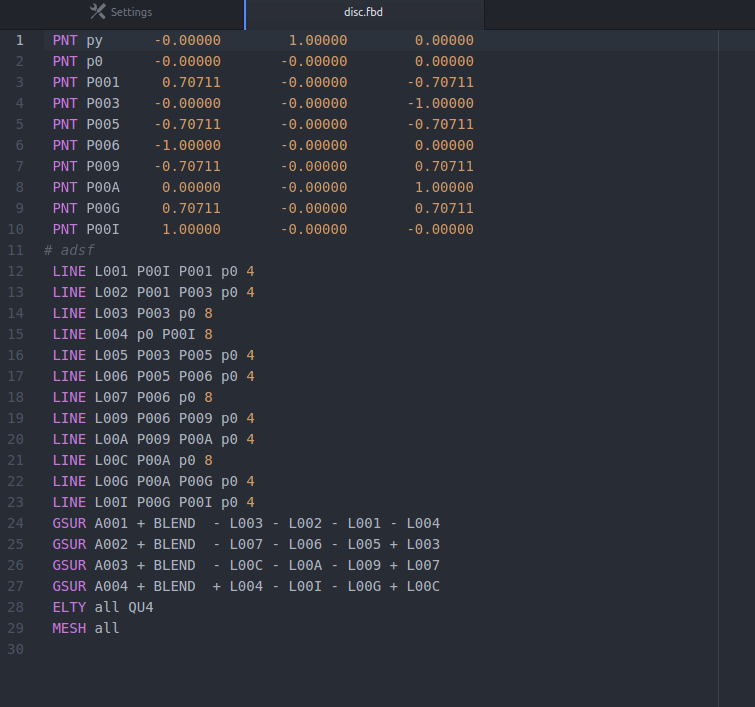 Settings
disc.fbd
1 PNT py -0.00000 1.00000 0.00000
2 PNT p0 -0.00000 -0.00000 0.00000
3 PNT P001 0.70711 -0.00000 -0.70711
4 PNT P003 -0.00000 -0.00000 -1.00000
5 PNT P005 -0.70711 -0.00000 -0.70711
6 PNT P006 -1.00000 -0.00000 0.00000
7 PNT P009 -0.70711 -0.00000 0.70711
8 PNT P00A 0.00000 -0.00000 1.00000
9 PNT P00G 0.70711 -0.00000 0.70711
10 PNT P00I 1.00000 -0.00000 -0.00000
11 # adsf
12 LINE L001 P00I P001 p0 4
13 LINE L002 P001 P003 p0 4
14 LINE L003 P003 p0 8
15 LINE L004 p0 P00I 8
16 LINE L005 P003 P005 p0 4
17 LINE L006 P005 P006 p0 4
18 LINE L007 P006 p0 8
19 LINE L009 P006 P009 p0 4
20 LINE L00A P009 P00A p0 4
21 LINE L00C P00A p0 8
22 LINE L00G P00A P00G p0 4
23 LINE L00I P00G P00I p0 4
24 GSUR A001 + BLEND - L003 - L002 - L001 - L004
25 GSUR A002 + BLEND - L007 - L006 - L005 + L003
26 GSUR A003 + BLEND - L00C - L00A - L009 + L007
27 GSUR A004 + BLEND + L004 - L00I - L00G + L00C
28 ELTY all QU4
29 MESH all
30